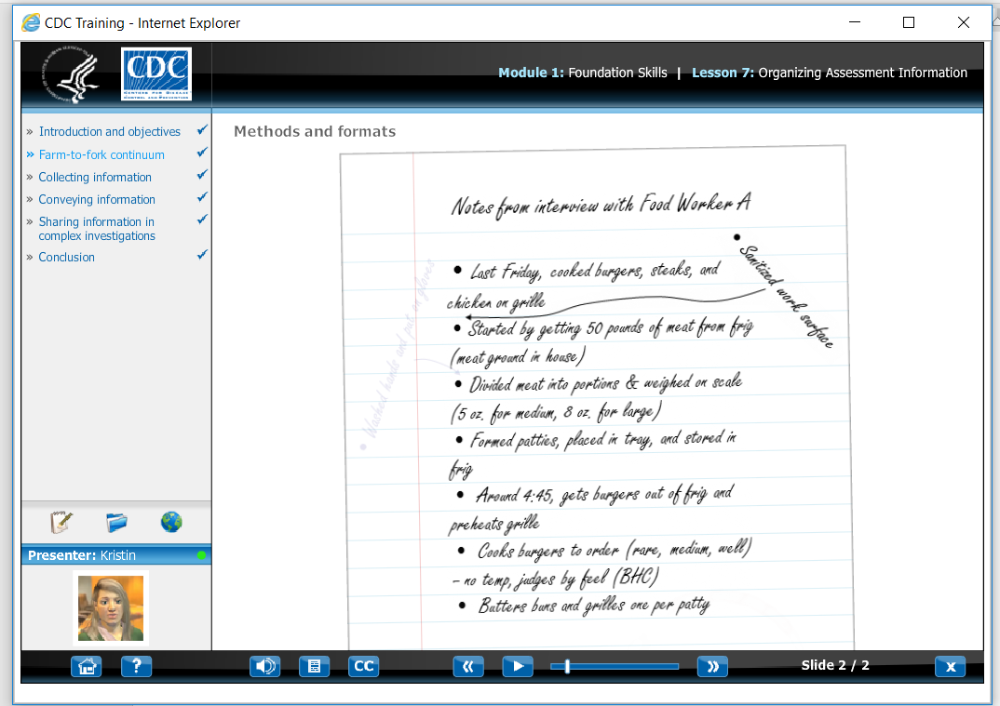 CDC Training - Internet Explorer
CDC
CENTERS FOR DISEASE
CONTROL AND PREVENTION
Module 1: Foundation Skills | Lesson 7: Organizing Assessment Information
» Introduction and objectives ✔
» Farm-to-fork continuum ✔
» Collecting information ✔
» Conveying information ✔
» Sharing information in ✔
complex investigations
» Conclusion ✔
Presenter: Kristin
Methods and formats
Notes from interview with Food Worker A
• Sanitized work surface
• Last Friday, cooked burgers, steaks, and
chicken on grille
• Washed hands and put on gloves
• Started by getting 50 pounds of meat from frig
(meat ground in house)
• Divided meat into portions & weighed on scale
(5 oz. for medium, 8 oz. for large)
• Formed patties, placed in tray, and stored in
frig
• Around 4:45, gets burgers out of frig and
preheats grille
• Cooks burgers to order (rare, medium, well)
– no temp, judges by feel (BHC)
• Butters buns and grilles one per patty
?
CC
Slide 2 / 2
x